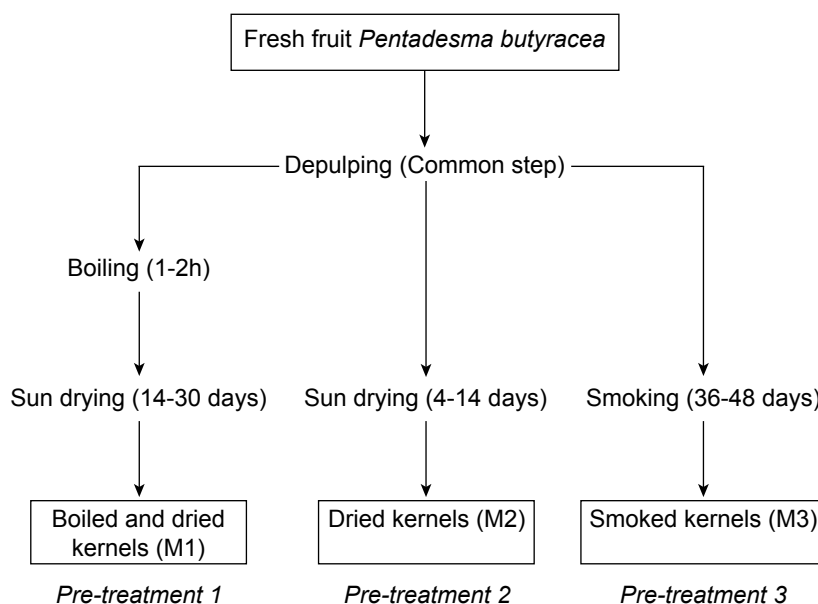 Fresh fruit Pentadesma butyracea
Depulping (Common step)
Boiling (1-2h)
Sun drying (14-30 days)
Sun drying (4-14 days)
Smoking (36-48 days)
Boiled and dried
kernels (M1)
Dried kernels (M2)
Smoked kernels (M3)
Pre-treatment 1
Pre-treatment 2
Pre-treatment 3